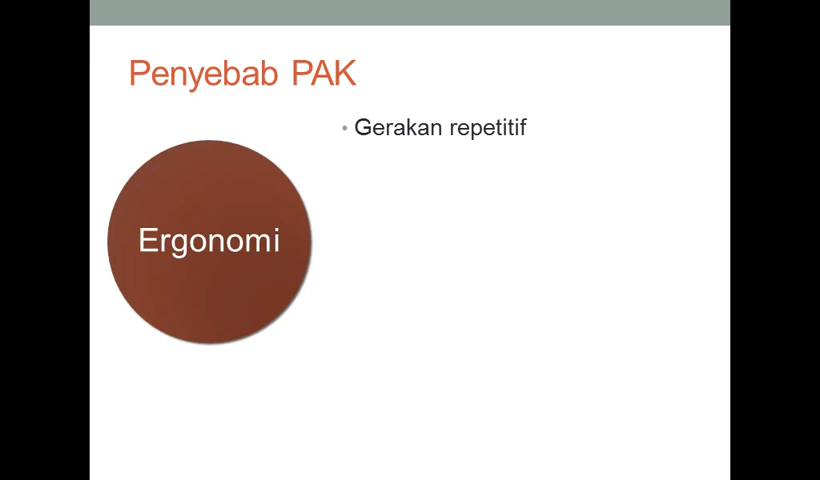 Penyebab PAK
• Gerakan repetitif
Ergonomi